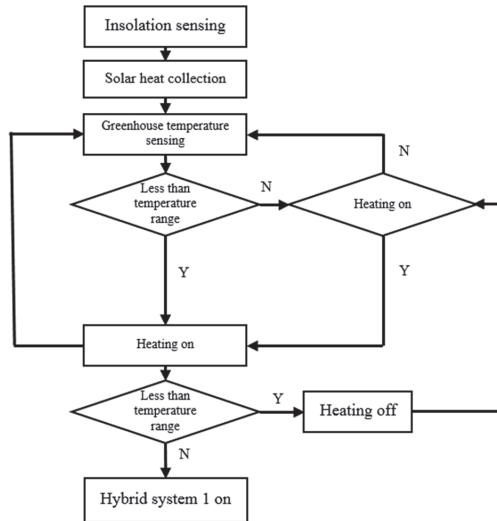 Insolation sensing
Solar heat collection
Greenhouse temperature
sensing
N
Less than
temperature
range
N
Heating on
Y
Y
Heating on
Less than
temperature
range
Y
Heating off
N
Hybrid system 1 on